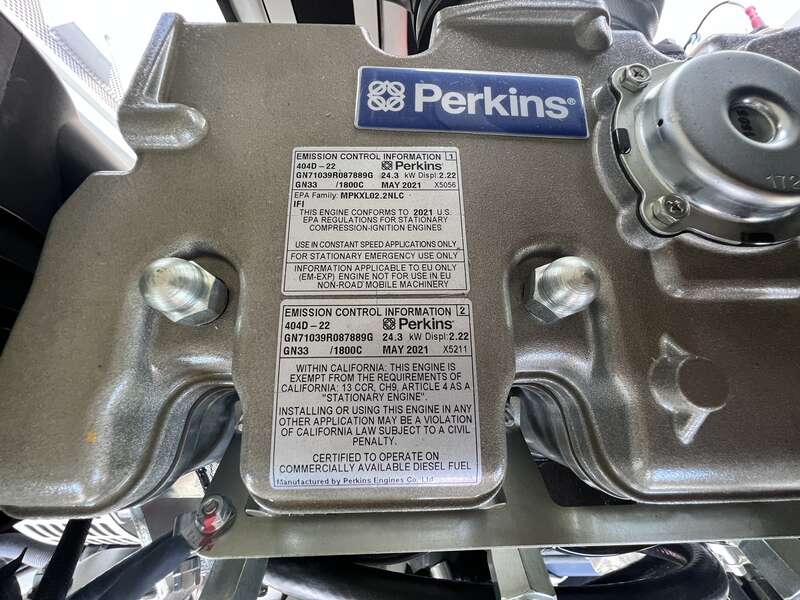 Perkins®
EMISSION CONTROL INFORMATION 1
404D-22 Perkins®
GN71039R087889G 24.3 kW Displ:2.22
GN33 /1800C MAY 2021 X5056
EPA Family: MPKXL02.2NLC
IFI
THIS ENGINE CONFORMS TO 2021 U.S.
EPA REGULATIONS FOR STATIONARY
COMPRESSION-IGNITION ENGINES
USE IN CONSTANT SPEED APPLICATIONS ONLY
FOR STATIONARY EMERGENCY USE ONLY
INFORMATION APPLICABLE TO EU ONLY
(EM-EXP) ENGINE NOT FOR USE IN EU
NON-ROAD MOBILE MACHINERY
EMISSION CONTROL INFORMATION 2
404D-22 Perkins®
GN71039R087889G 24.3 kW Displ:2.22
GN33 /1800C MAY 2021 X5211
WITHIN CALIFORNIA: THIS ENGINE IS
EXEMPT FROM THE REQUIREMENTS OF
CALIFORNIA: 13 CCR, CH9, ARTICLE 4 AS A
"STATIONARY ENGINE".
INSTALLING OR USING THIS ENGINE IN ANY
OTHER APPLICATION MAY BE A VIOLATION
OF CALIFORNIA LAW SUBJECT TO A CIVIL
PENALTY.
CERTIFIED TO OPERATE ON
COMMERCIALLY AVAILABLE DIESEL FUEL
Manufactured by Perkins Engines Co. Ltd.
172